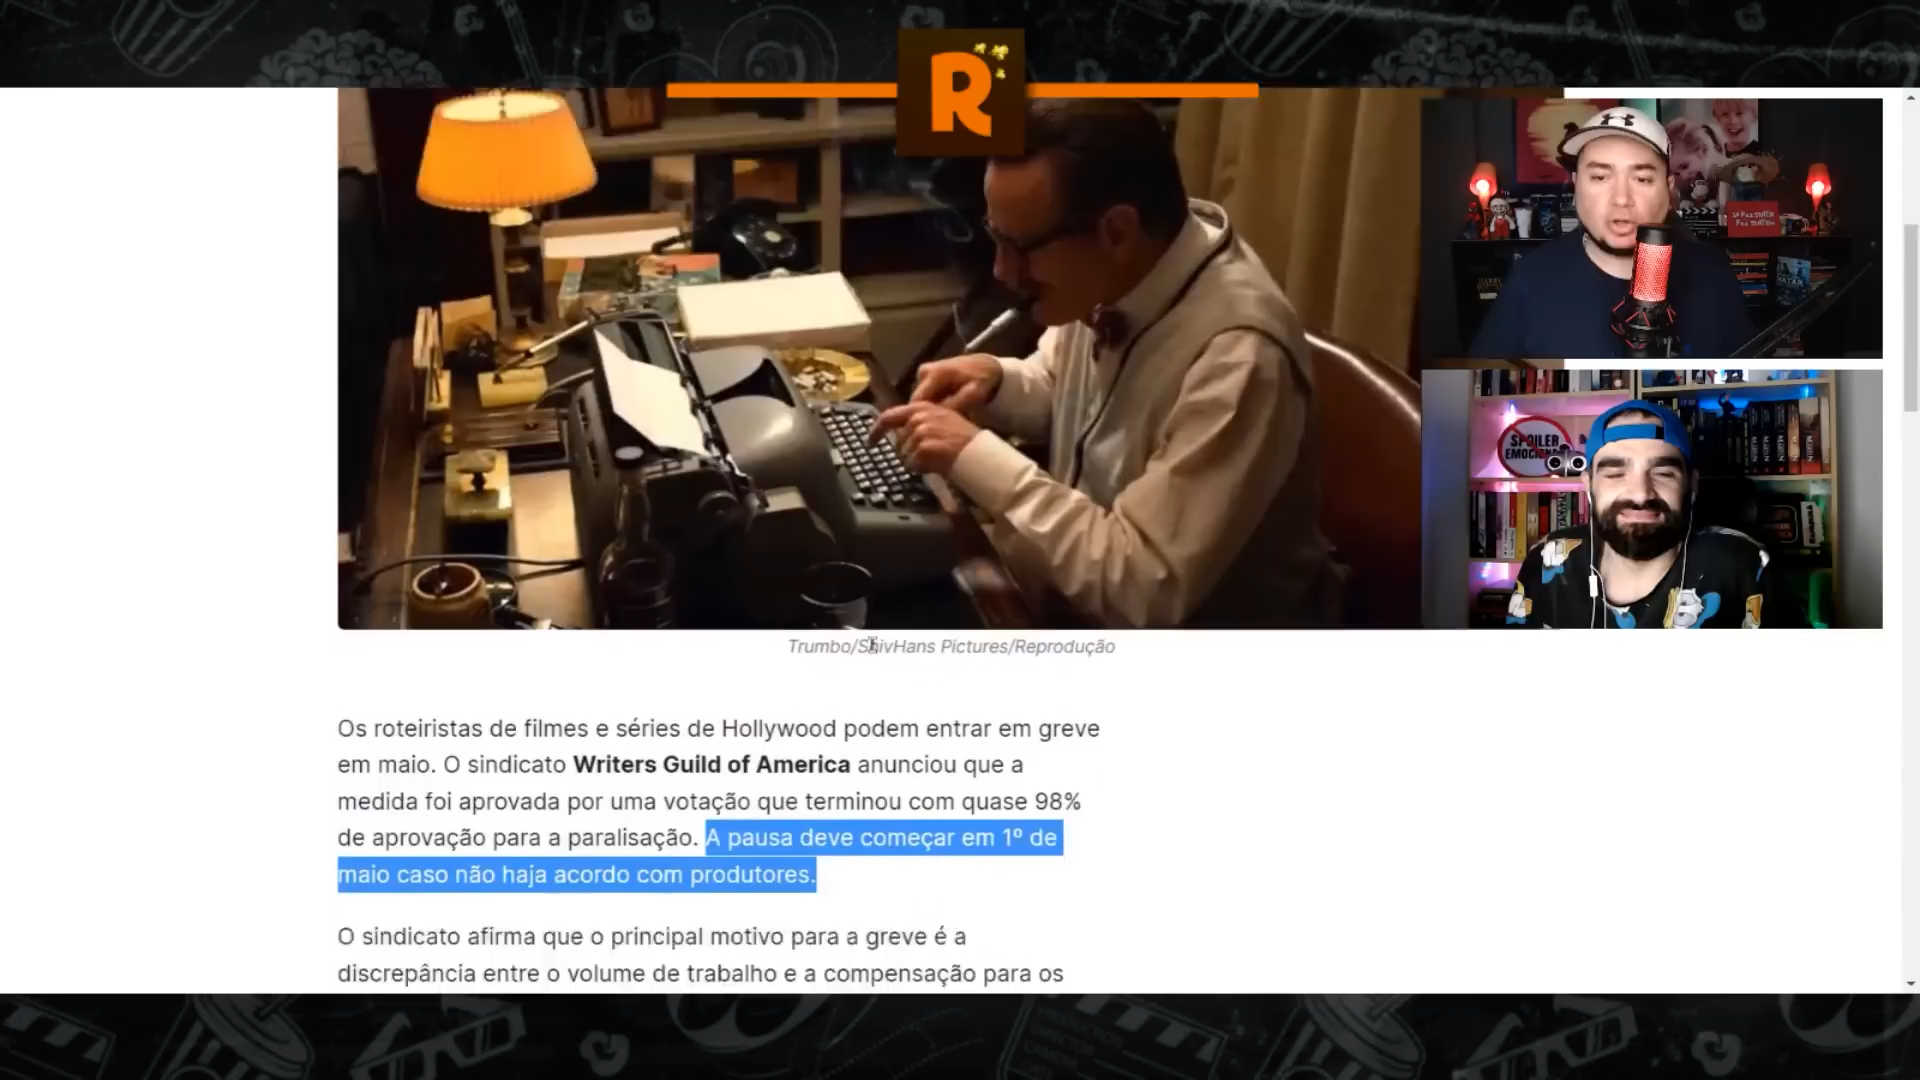 R
SPOILER
EMOCIONAL
Trumbo/ShivHans Pictures/Reprodução
Os roteiristas de filmes e séries de Hollywood podem entrar em greve
em maio. O sindicato Writers Guild of America anunciou que a
medida foi aprovada por uma votação que terminou com quase 98%
de aprovação para a paralisação. A pausa deve começar em 1º de
maio caso não haja acordo com produtores.
O sindicato afirma que o principal motivo para a greve é a
discrepância entre o volume de trabalho e a compensação para os